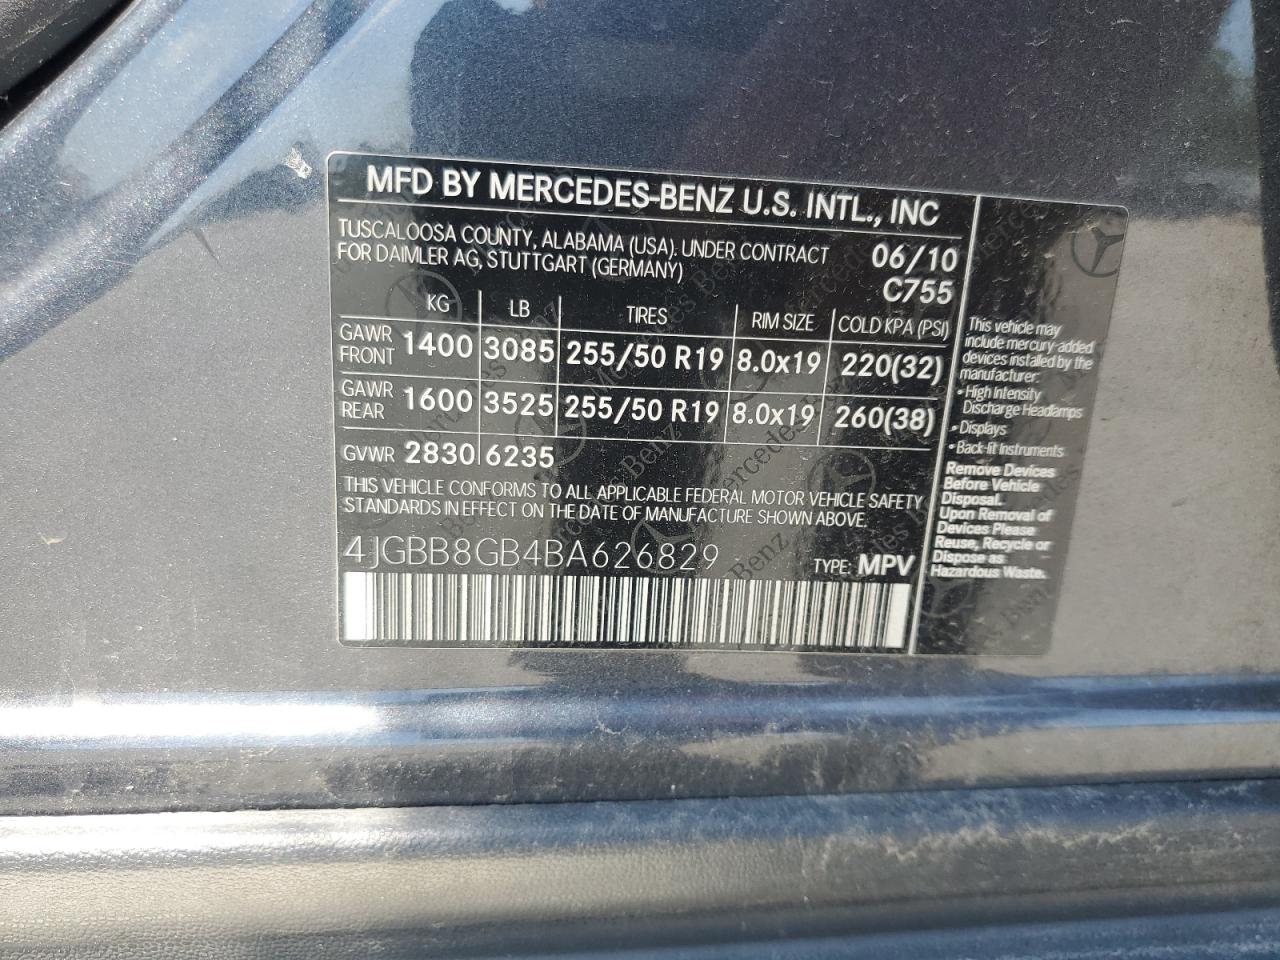 MFD BY MERCEDES-BENZ U.S. INTL., INC
TUSCALOOSA COUNTY, ALABAMA (USA). UNDER CONTRACT
FOR DAIMLER AG, STUTTGART (GERMANY)
06/10
C755
KG LB TIRES RIM SIZE COLD KPA (PSI)
GAWR FRONT 1400 3085 255/50 R19 8.0x19 220(32)
GAWR REAR 1600 3525 255/50 R19 8.0x19 260(38)
GVWR 2830 6235
THIS VEHICLE CONFORMS TO ALL APPLICABLE FEDERAL MOTOR VEHICLE SAFETY
STANDARDS IN EFFECT ON THE DATE OF MANUFACTURE SHOWN ABOVE.
4JGBB8GB4BA626829 TYPE: MPV
This vehicle may
include mercury-added
devices installed by the
manufacturer:
• High Intensity
Discharge Headlamps
• Displays
• Back-lit Instruments
Remove Devices
Before Vehicle
Disposal.
Upon Removal of
Devices Please
Reuse, Recycle or
Dispose as
Hazardous Waste.